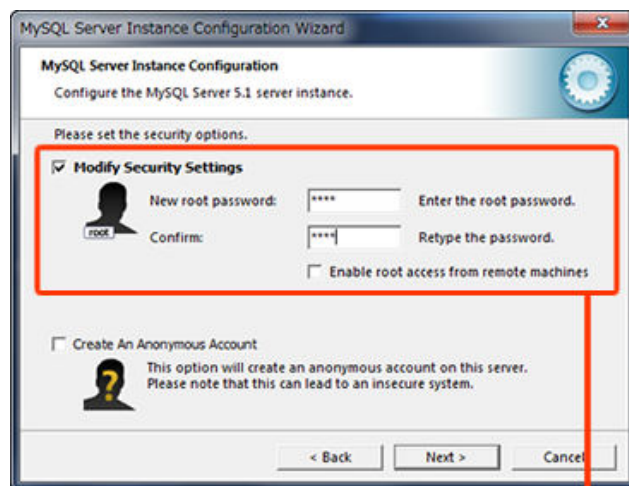 MySQL Server Instance Configuration Wizard
MySQL Server Instance Configuration
Configure the MySQL Server 5.1 server instance.
Please set the security options.
Modify Security Settings
root
New root password:
****
Enter the root password.
Confirm:
****
Retype the password.
Enable root access from remote machines
Create An Anonymous Account
?
This option will create an anonymous account on this server.
Please note that this can lead to an insecure system.
< Back
Next >
Cancel